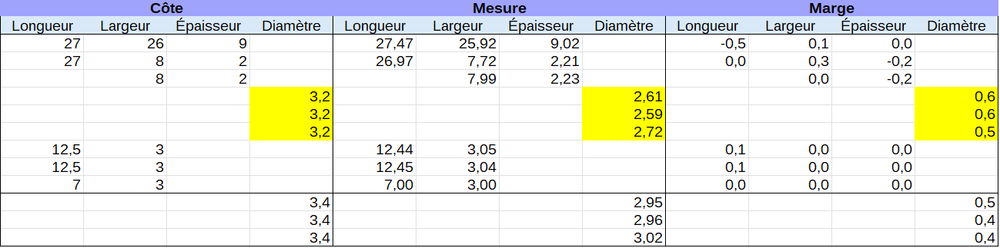 Côte Mesure Marge
Longueur Largeur Épaisseur Diamètre Longueur Largeur Épaisseur Diamètre Longueur Largeur Épaisseur Diamètre
27 26 9 27,47 25,92 9,02 -0,5 0,1 0,0
27 8 2 26,97 7,72 2,21 0,0 0,3 -0,2
8 2 7,99 2,23 0,0 -0,2
3,2 2,61 0,6
3,2 2,59 0,6
3,2 2,72 0,5
12,5 3 12,44 3,05 0,1 0,0 0,0
12,5 3 12,45 3,04 0,1 0,0 0,0
7 3 7,00 3,00 0,0 0,0 0,0
3,4 2,95 0,5
3,4 2,96 0,4
3,4 3,02 0,4